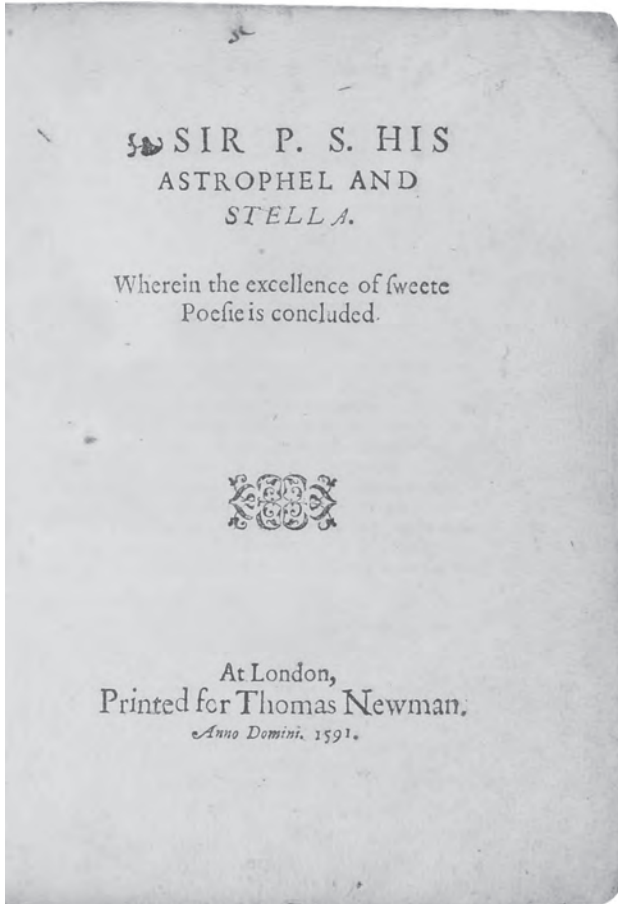 SIR P. S. HIS
ASTROPHEL AND
STELLA.
Wherein the excellence of ſweete
Poeſie is concluded.
At London,
Printed for Thomas Newman.
Anno Domini. 1591.